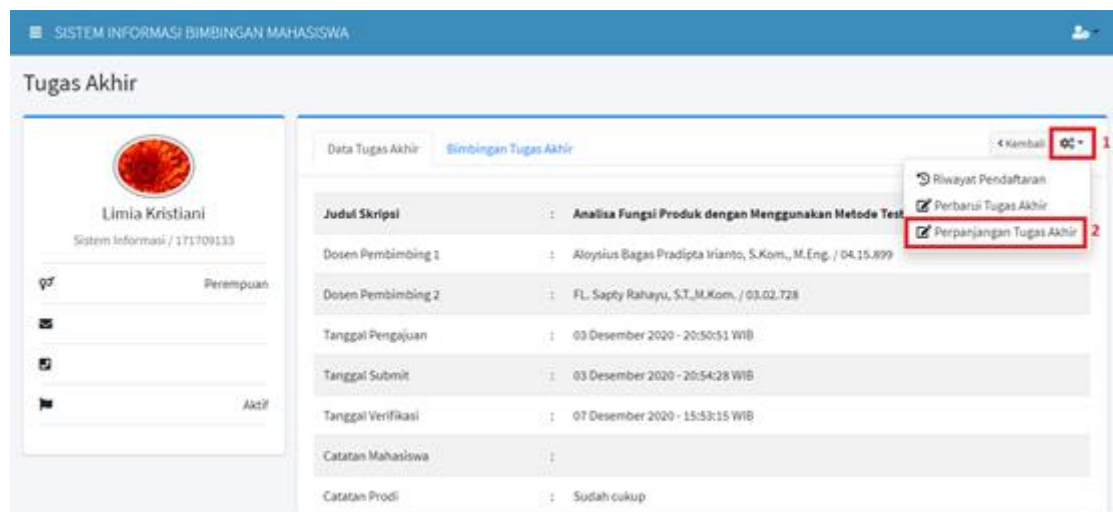 SISTEM INFORMASI BIMBINGAN MAHASISWA
Tugas Akhir
Limia Kristiani
Sistem Informasi / 171709133
Perempuan
Aktif
Data Tugas Akhir Bimbingan Tugas Akhir
Kembali 1
Riwayat Pendaftaran
Perbarui Tugas Akhir
Perpanjangan Tugas Akhir 2
Judul Skripsi : Analisa Fungsi Produk dengan Menggunakan Metode Test
Dosen Pembimbing 1 : Aloysius Bagas Pradipta Irianto, S.Kom., M.Eng. / 04.15.899
Dosen Pembimbing 2 : FL. Sapty Rahayu, S.T.,M.Kom. / 03.02.728
Tanggal Pengajuan : 03 Desember 2020 - 20:50:51 WIB
Tanggal Submit : 03 Desember 2020 - 20:54:28 WIB
Tanggal Verifikasi : 07 Desember 2020 - 15:53:15 WIB
Catatan Mahasiswa :
Catatan Prodi : Sudah cukup